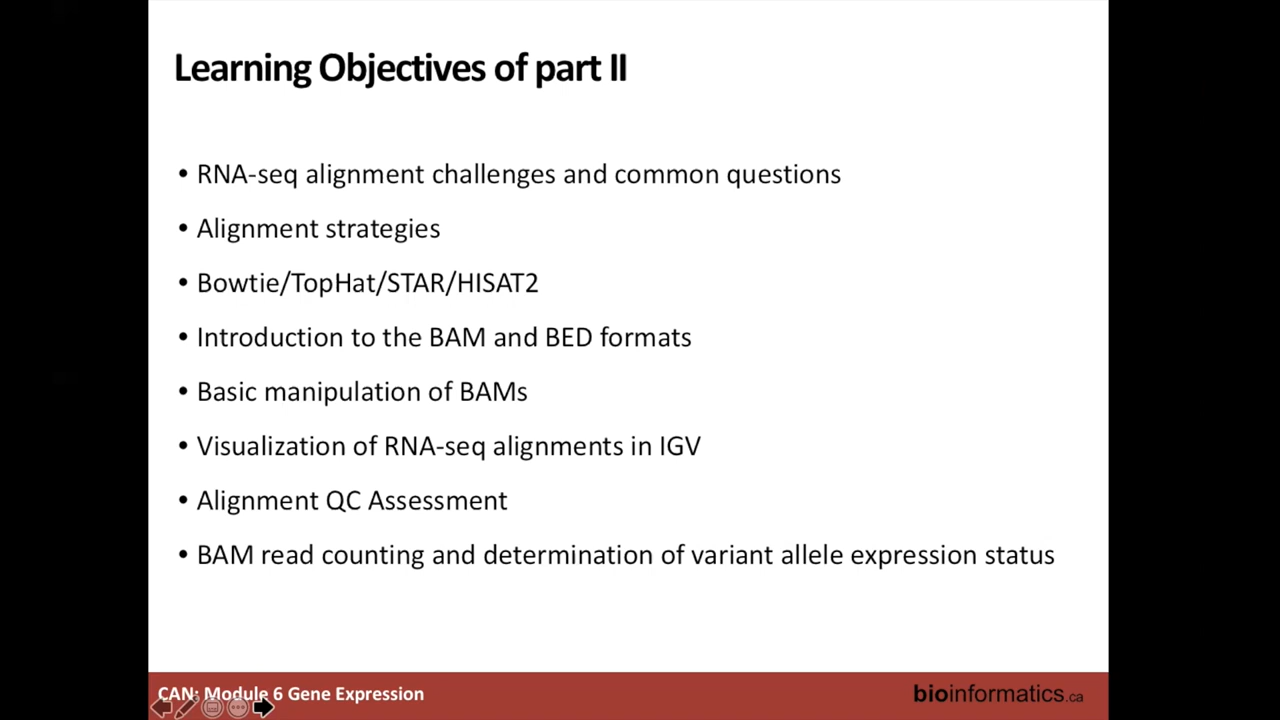 Learning Objectives of part II
• RNA-seq alignment challenges and common questions
• Alignment strategies
• Bowtie/TopHat/STAR/HISAT2
• Introduction to the BAM and BED formats
• Basic manipulation of BAMs
• Visualization of RNA-seq alignments in IGV
• Alignment QC Assessment
• BAM read counting and determination of variant allele expression status
CAN: Module 6 Gene Expression
bioinformatics.ca